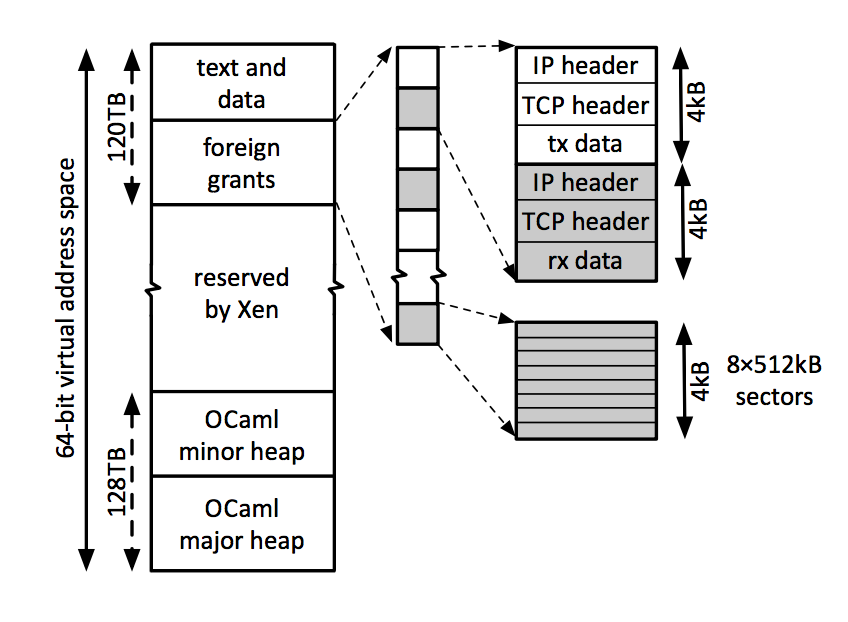 64-bit virtual address space
120TB
128TB
text and
data
foreign
grants
reserved
by Xen
OCaml
minor heap
OCaml
major heap
IP header
TCP header
tx data
IP header
TCP header
rx data
4kB
4kB
4kB
8×512kB
sectors